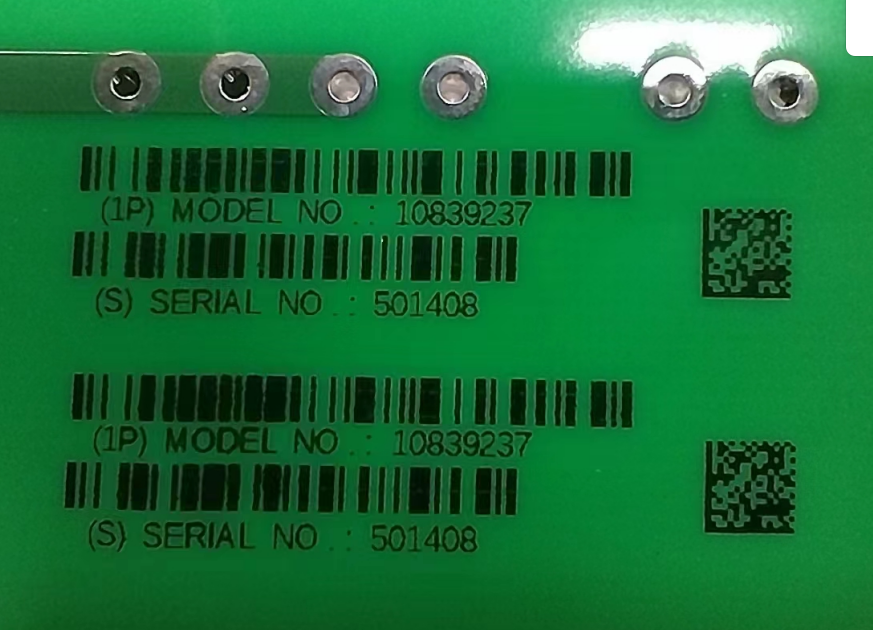 (1P) MODEL NO.: 10839237
(S) SERIAL NO.: 501408
(1P) MODEL NO.: 10839237
(S) SERIAL NO.: 501408